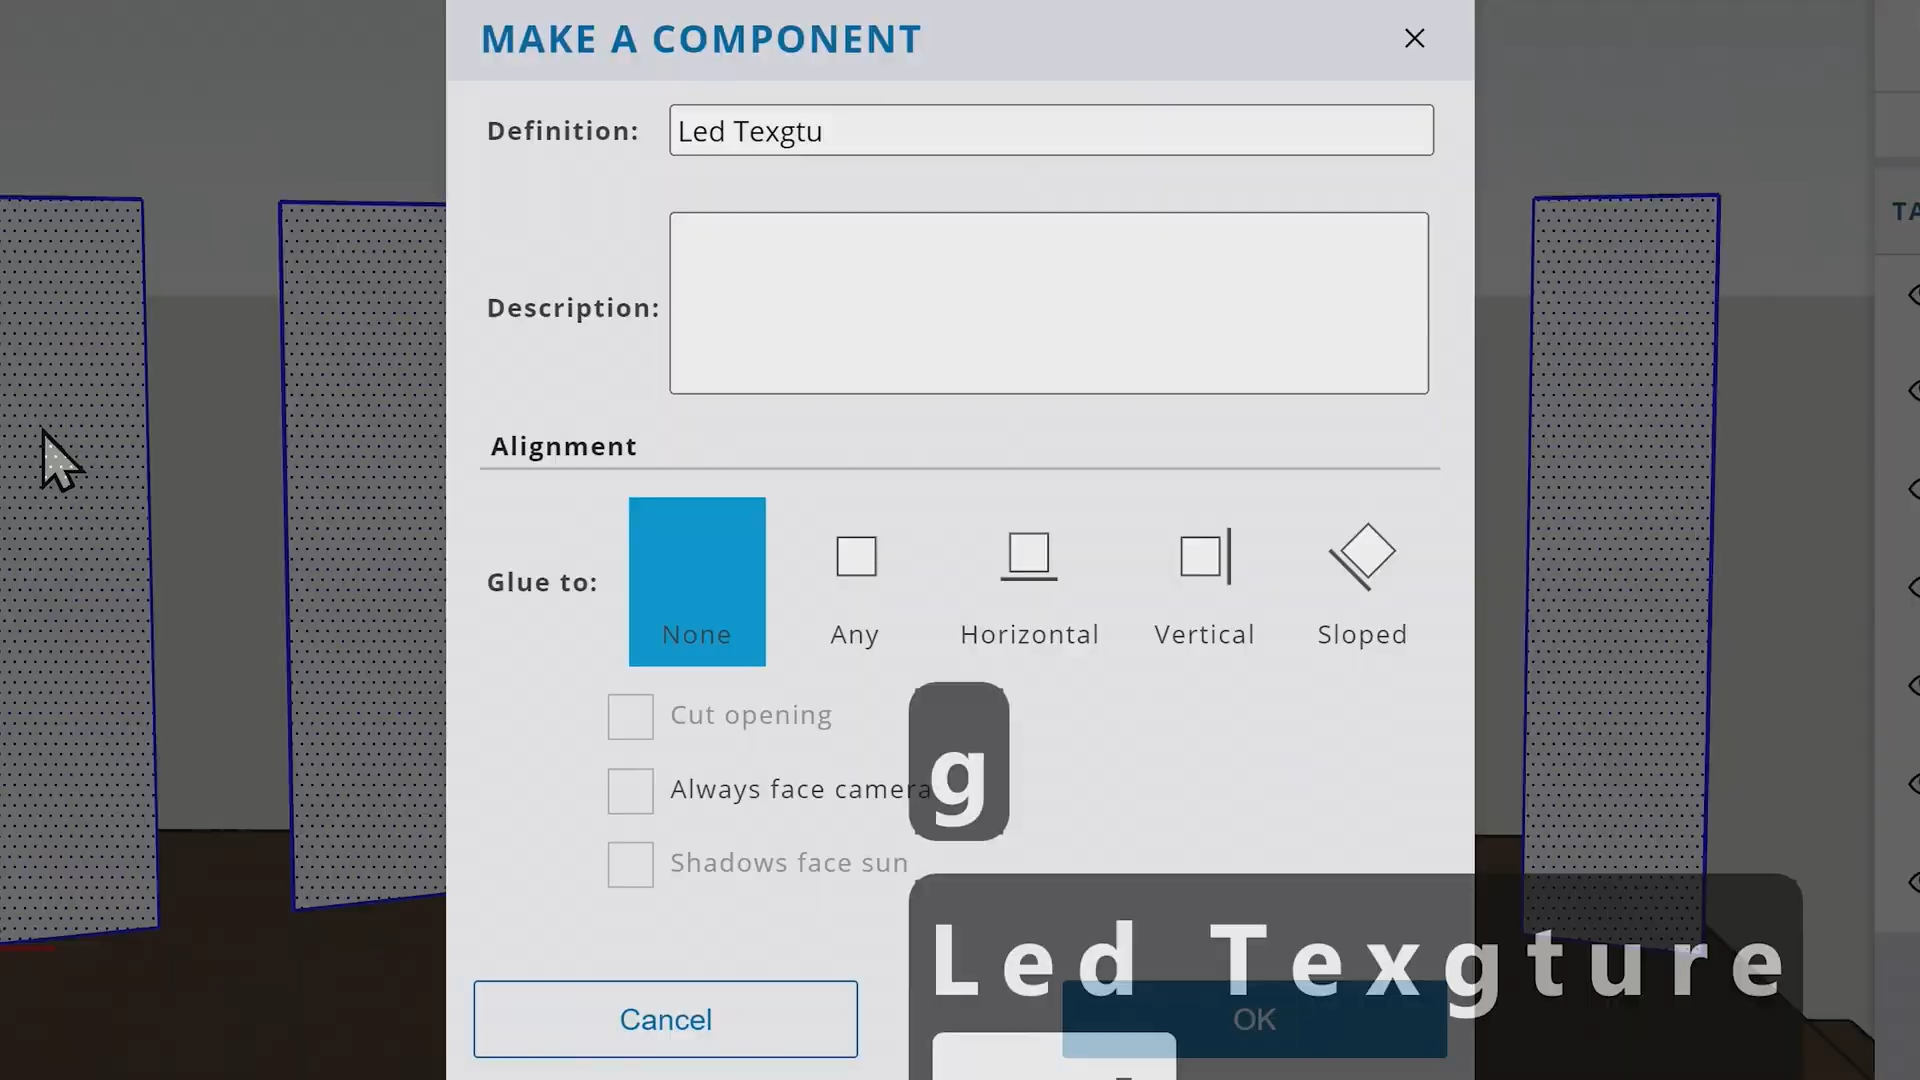 MAKE A COMPONENT
Definition: Led Texgtu
TA
Description:
Alignment
Glue to: None Any Horizontal Vertical Sloped
Cut opening
g
Always face camera
Shadows face sun
Led Texgture
Cancel OK